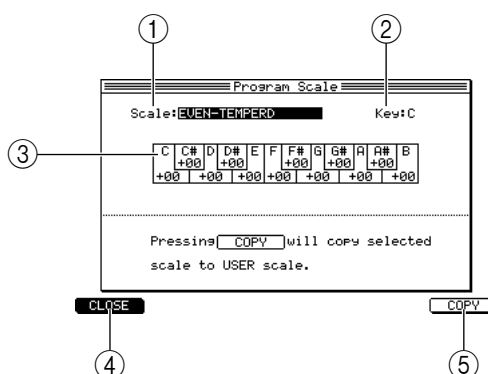 ① ②
Program Scale
Scale:EVEN-TEMPERD Key:C
③
C C# D D# E F F# G G# A A# B
+00 +00 +00 +00 +00
+00 +00 +00 +00 +00 +00 +00
Pressing COPY will copy selected
scale to USER scale.
CLOSE COPY
④ ⑤